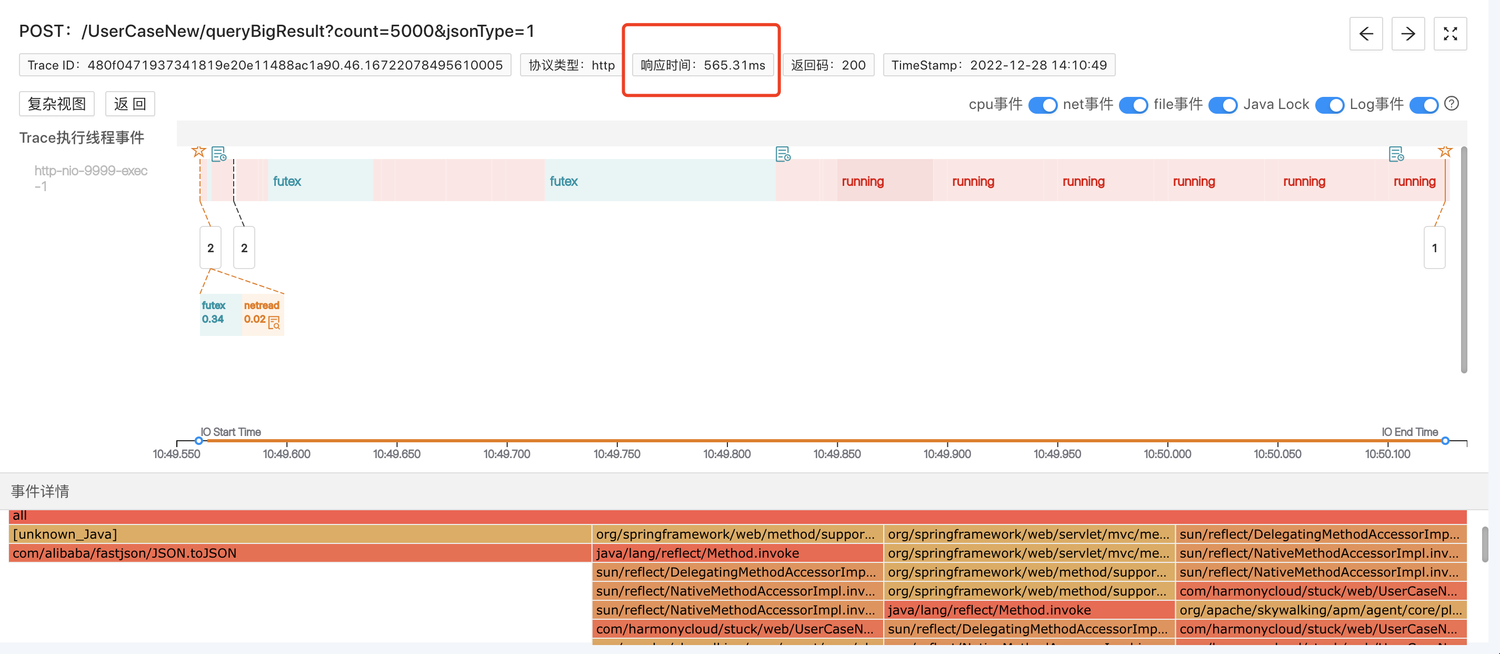 POST：/UserCaseNew/queryBigResult?count=5000&jsonType=1
Trace ID：480f0471937341819e20e11488ac1a90.46.16722078495610005 协议类型：http 响应时间：565.31ms 返回码：200 TimeStamp：2022-12-28 14:10:49
复杂视图 返 回 cpu事件 net事件 file事件 Java Lock Log事件
Trace执行线程事件
http-nio-9999-exec
-1
futex futex running running running running running running
2 2 1
futex netread
0.34 0.02
IO Start Time IO End Time
10:49.550 10:49.600 10:49.650 10:49.700 10:49.750 10:49.800 10:49.850 10:49.900 10:49.950 10:50.000 10:50.050 10:50.100
事件详情
all
[unknown_Java] org/springframework/web/method/suppor... org/springframework/web/servlet/mvc/me... sun/reflect/DelegatingMethodAccessorImp...
com/alibaba/fastjson/JSON.toJSON java/lang/reflect/Method.invoke org/springframework/web/servlet/mvc/me... sun/reflect/NativeMethodAccessorImpl.inv...
sun/reflect/DelegatingMethodAccessorImp... org/springframework/web/method/suppor... sun/reflect/NativeMethodAccessorImpl.inv...
sun/reflect/NativeMethodAccessorImpl.inv... org/springframework/web/method/suppor... com/harmonycloud/stuck/web/UserCaseN...
sun/reflect/NativeMethodAccessorImpl.inv... java/lang/reflect/Method.invoke org/apache/skywalking/apm/agent/core/pl...
com/harmonycloud/stuck/web/UserCaseN... sun/reflect/DelegatingMethodAccessorImp... com/harmonycloud/stuck/web/UserCaseN...